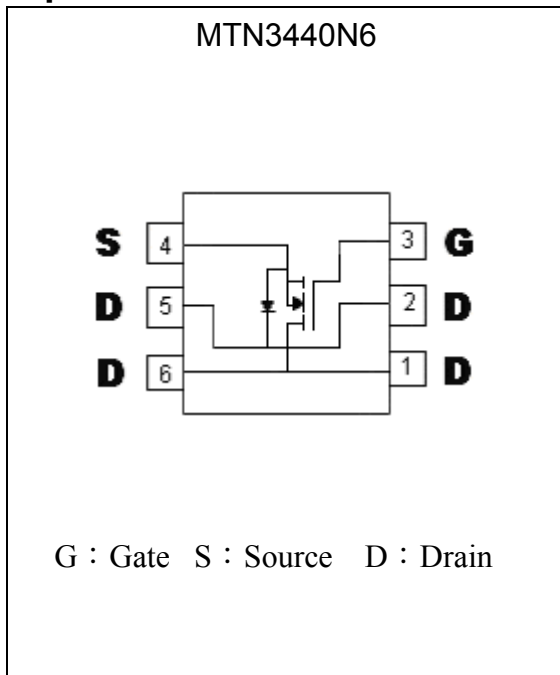 MTN3440N6
S 4 3 G
D 5 2 D
D 6 1 D
G：Gate S：Source D：Drain